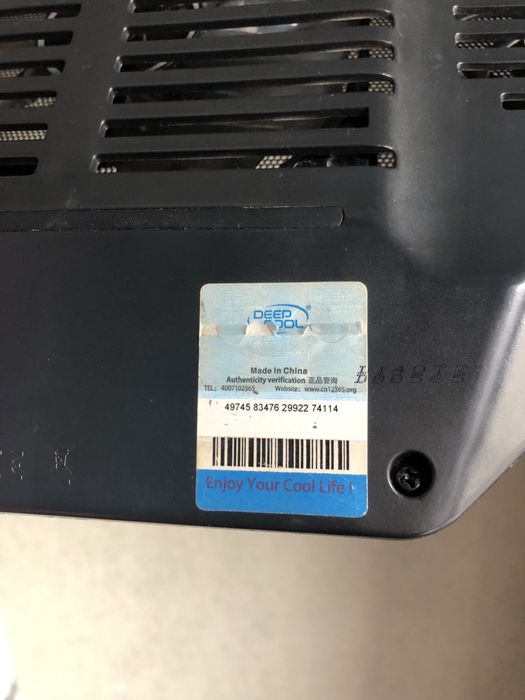 DEEP
COOL
®
Made in China
Authenticity verification 正品查询
TEL: 4007102365 Website: www.cn12365.org
49745 83476 29922 74114
Enjoy Your Cool Life !